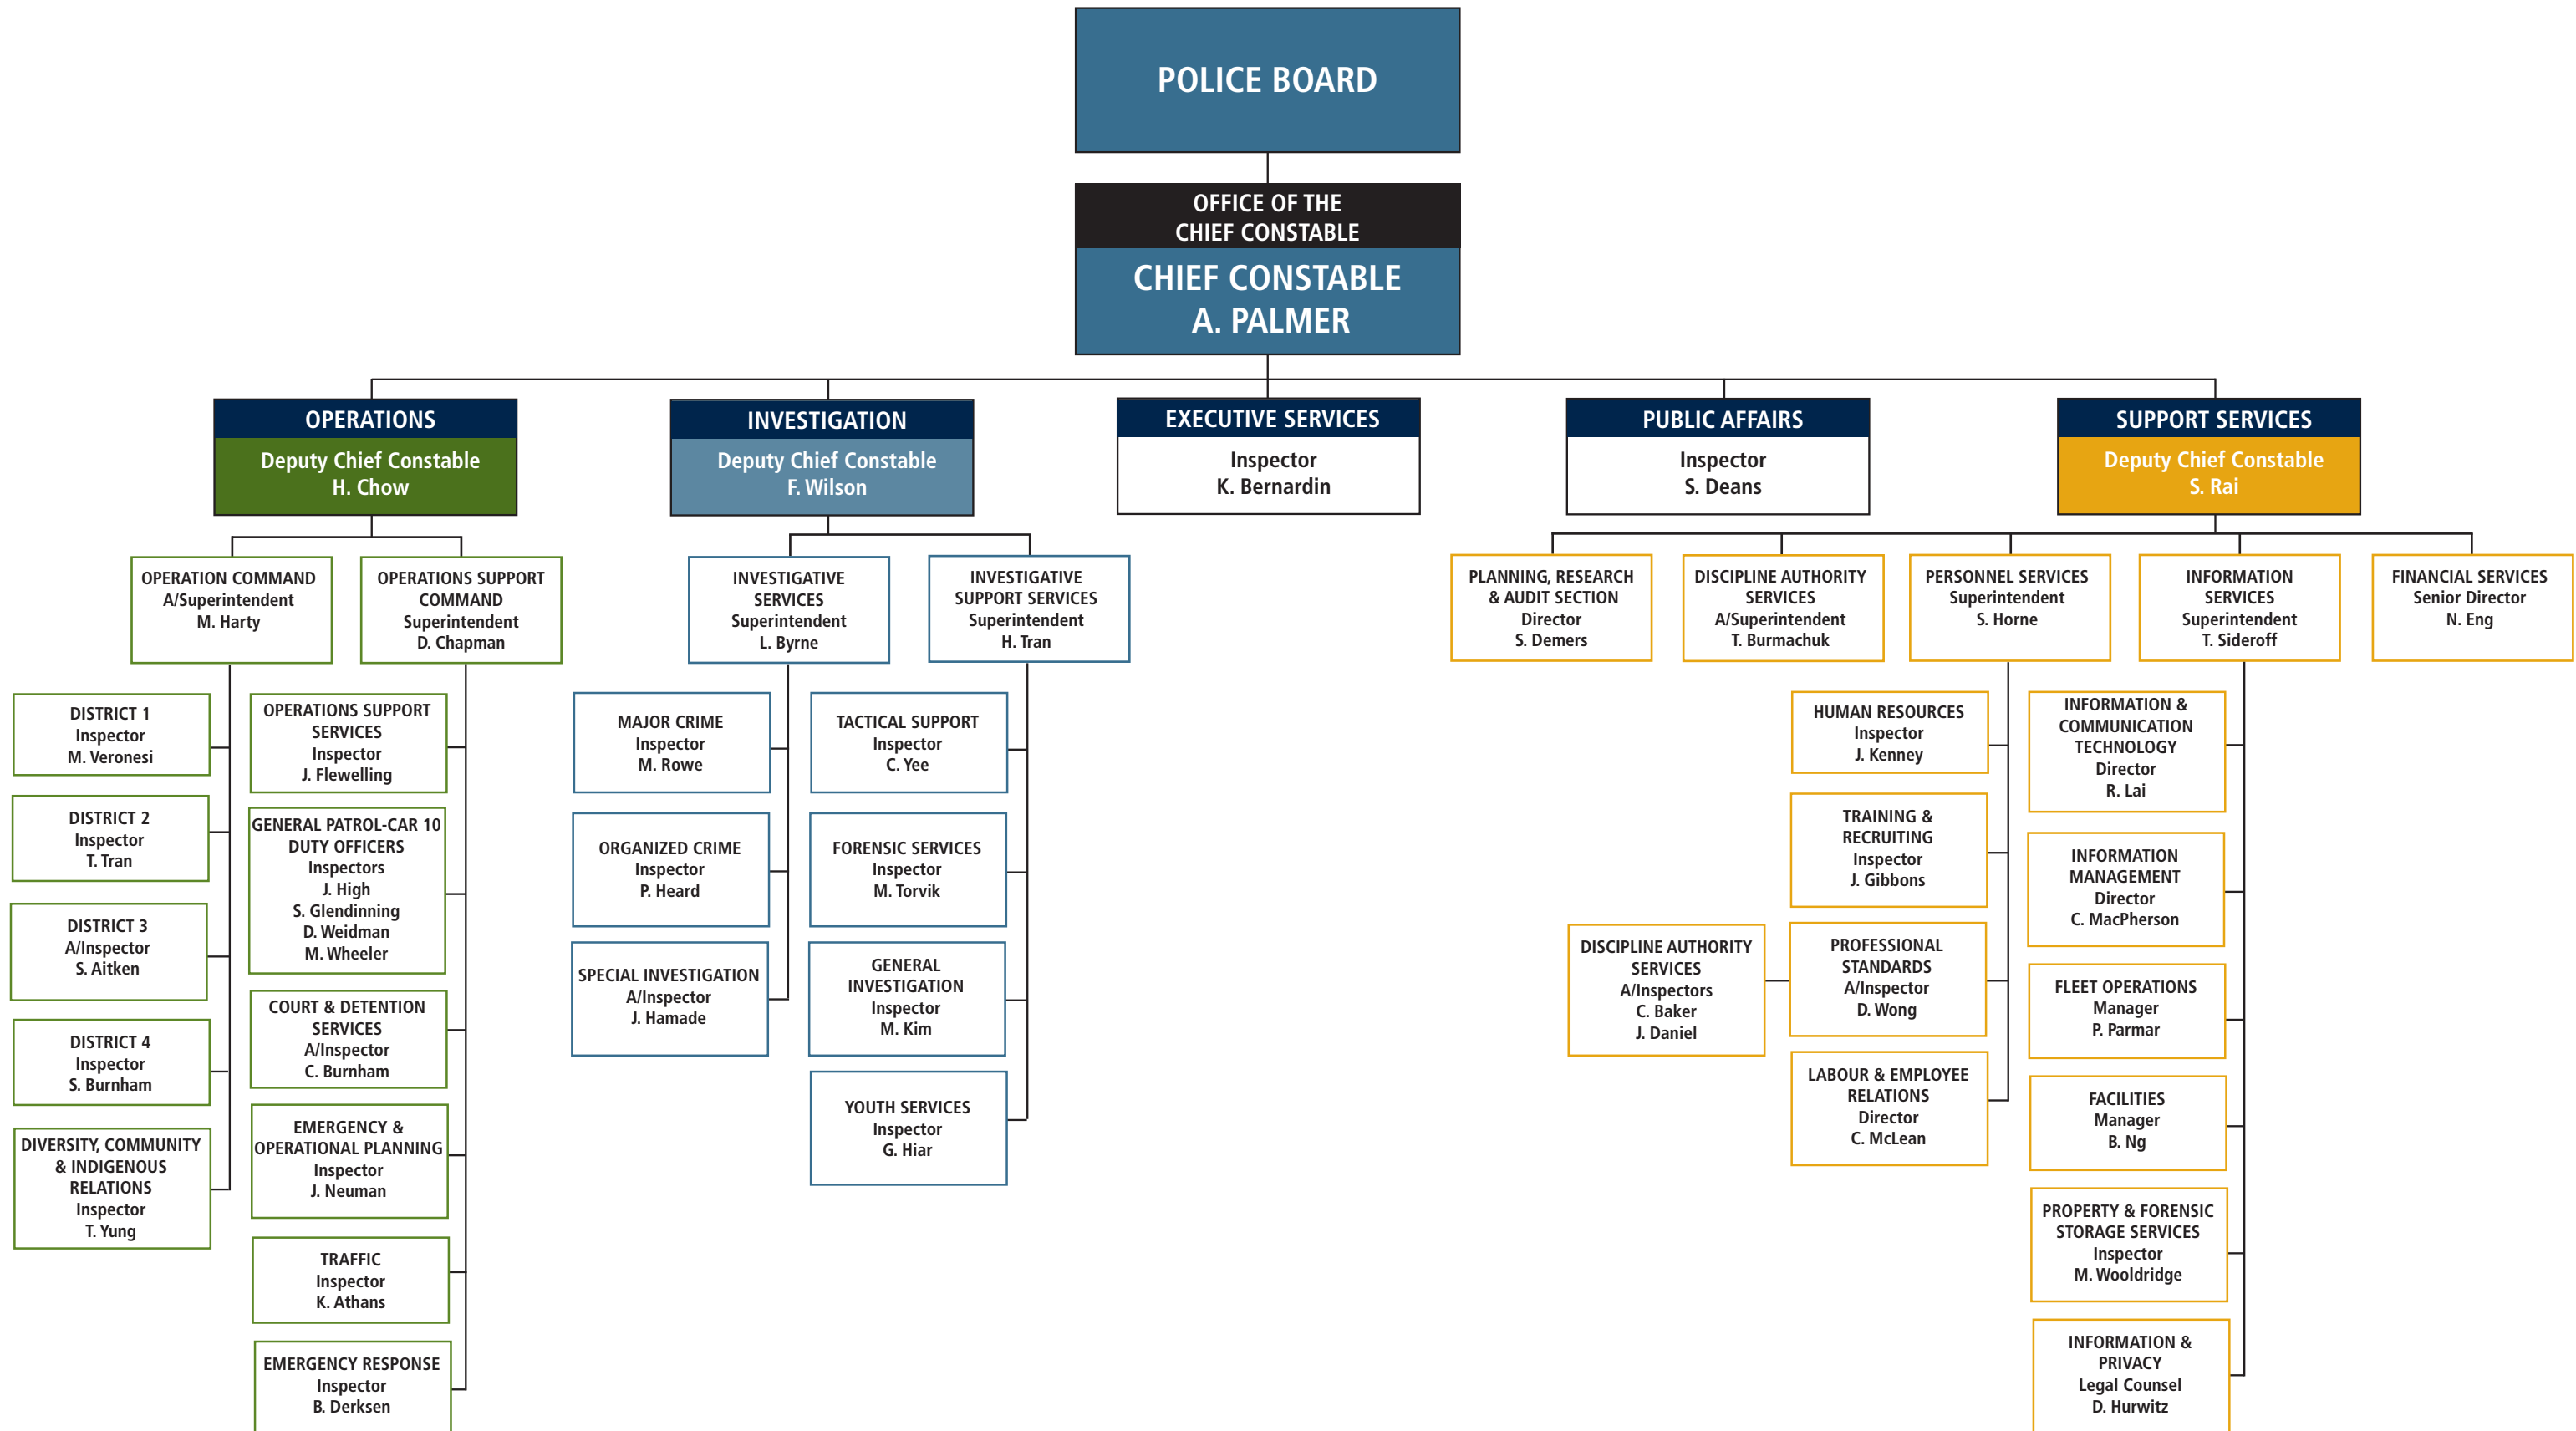 POLICE BOARD
OFFICE OF THE
CHIEF CONSTABLE
CHIEF CONSTABLE
A. PALMER
OPERATIONS
Deputy Chief Constable
H. Chow
INVESTIGATION
Deputy Chief Constable
F. Wilson
EXECUTIVE SERVICES
Inspector
K. Bernardin
PUBLIC AFFAIRS
Inspector
S. Deans
SUPPORT SERVICES
Deputy Chief Constable
S. Rai
OPERATION COMMAND
A/Superintendent
M. Harty
OPERATIONS SUPPORT
COMMAND
Superintendent
D. Chapman
INVESTIGATIVE
SERVICES
Superintendent
L. Byrne
INVESTIGATIVE
SUPPORT SERVICES
Superintendent
H. Tran
PLANNING, RESEARCH
& AUDIT SECTION
Director
S. Demers
DISCIPLINE AUTHORITY
SERVICES
A/Superintendent
T. Burmachuk
PERSONNEL SERVICES
Superintendent
S. Horne
INFORMATION
SERVICES
Superintendent
T. Sideroff
FINANCIAL SERVICES
Senior Director
N. Eng
DISTRICT 1
Inspector
M. Veronesi
DISTRICT 2
Inspector
T. Tran
DISTRICT 3
A/Inspector
S. Aitken
DISTRICT 4
Inspector
S. Burnham
DIVERSITY, COMMUNITY
& INDIGENOUS
RELATIONS
Inspector
T. Yung
OPERATIONS SUPPORT
SERVICES
Inspector
J. Flewelling
GENERAL PATROL-CAR 10
DUTY OFFICERS
Inspectors
J. High
S. Glendinning
D. Weidman
M. Wheeler
COURT & DETENTION
SERVICES
A/Inspector
C. Burnham
EMERGENCY &
OPERATIONAL PLANNING
Inspector
J. Neuman
TRAFFIC
Inspector
K. Athans
EMERGENCY RESPONSE
Inspector
B. Derksen
MAJOR CRIME
Inspector
M. Rowe
ORGANIZED CRIME
Inspector
P. Heard
SPECIAL INVESTIGATION
A/Inspector
J. Hamade
TACTICAL SUPPORT
Inspector
C. Yee
FORENSIC SERVICES
Inspector
M. Torvik
GENERAL
INVESTIGATION
Inspector
M. Kim
YOUTH SERVICES
Inspector
G. Hiar
HUMAN RESOURCES
Inspector
J. Kenney
TRAINING &
RECRUITING
Inspector
J. Gibbons
DISCIPLINE AUTHORITY
SERVICES
A/Inspectors
C. Baker
J. Daniel
PROFESSIONAL
STANDARDS
A/Inspector
D. Wong
LABOUR & EMPLOYEE
RELATIONS
Director
C. McLean
INFORMATION &
COMMUNICATION
TECHNOLOGY
Director
R. Lai
INFORMATION
MANAGEMENT
Director
C. MacPherson
FLEET OPERATIONS
Manager
P. Parmar
FACILITIES
Manager
B. Ng
PROPERTY & FORENSIC
STORAGE SERVICES
Inspector
M. Wooldridge
INFORMATION &
PRIVACY
Legal Counsel
D. Hurwitz